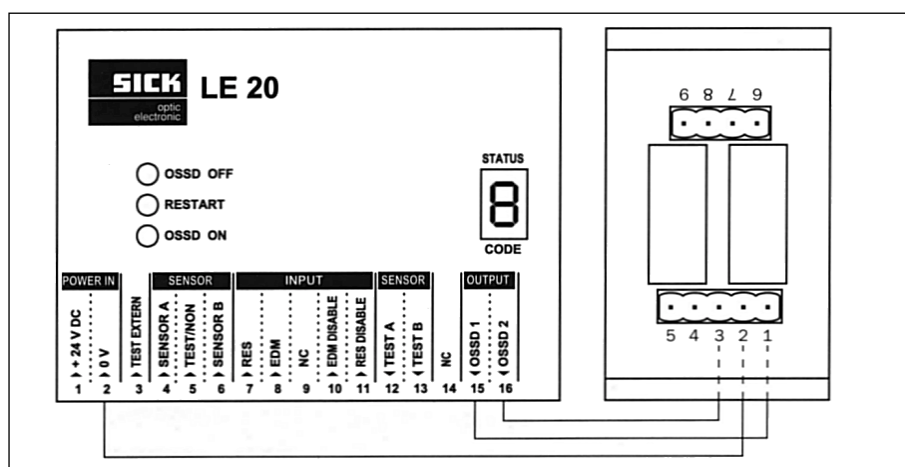 SICK
optic
electronic
LE 20
OSSD OFF
RESTART
OSSD ON
STATUS
8
CODE
POWER IN
SENSOR
INPUT
SENSOR
OUTPUT
+ 24 V DC
0 V
TEST EXTERN
SENSOR A
TEST/NON
SENSOR B
RES
EDM
NC
EDM DISABLE
RES DISABLE
TEST A
TEST B
NC
OSSD 1
OSSD 2
1 2 3 4 5 6 7 8 9 10 11 12 13 14 15 16
9 8 7 6
5 4 3 2 1